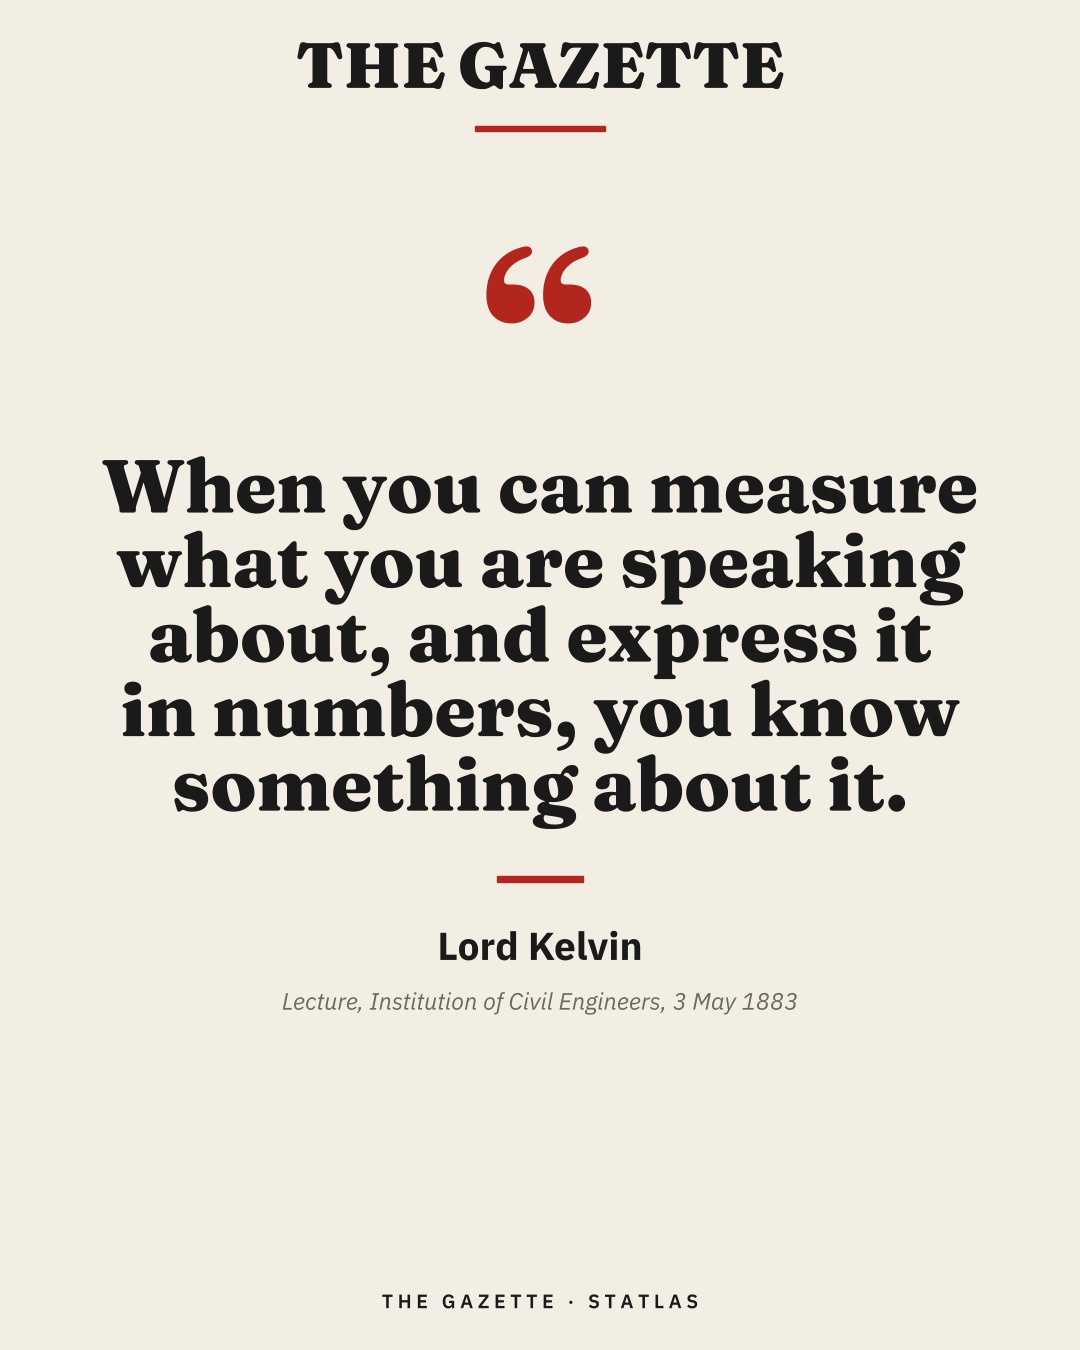 THE GAZETTE
“
When you can measure
what you are speaking
about, and express it
in numbers, you know
something about it.
Lord Kelvin
Lecture, Institution of Civil Engineers, 3 May 1883
THE GAZETTE · STATLAS